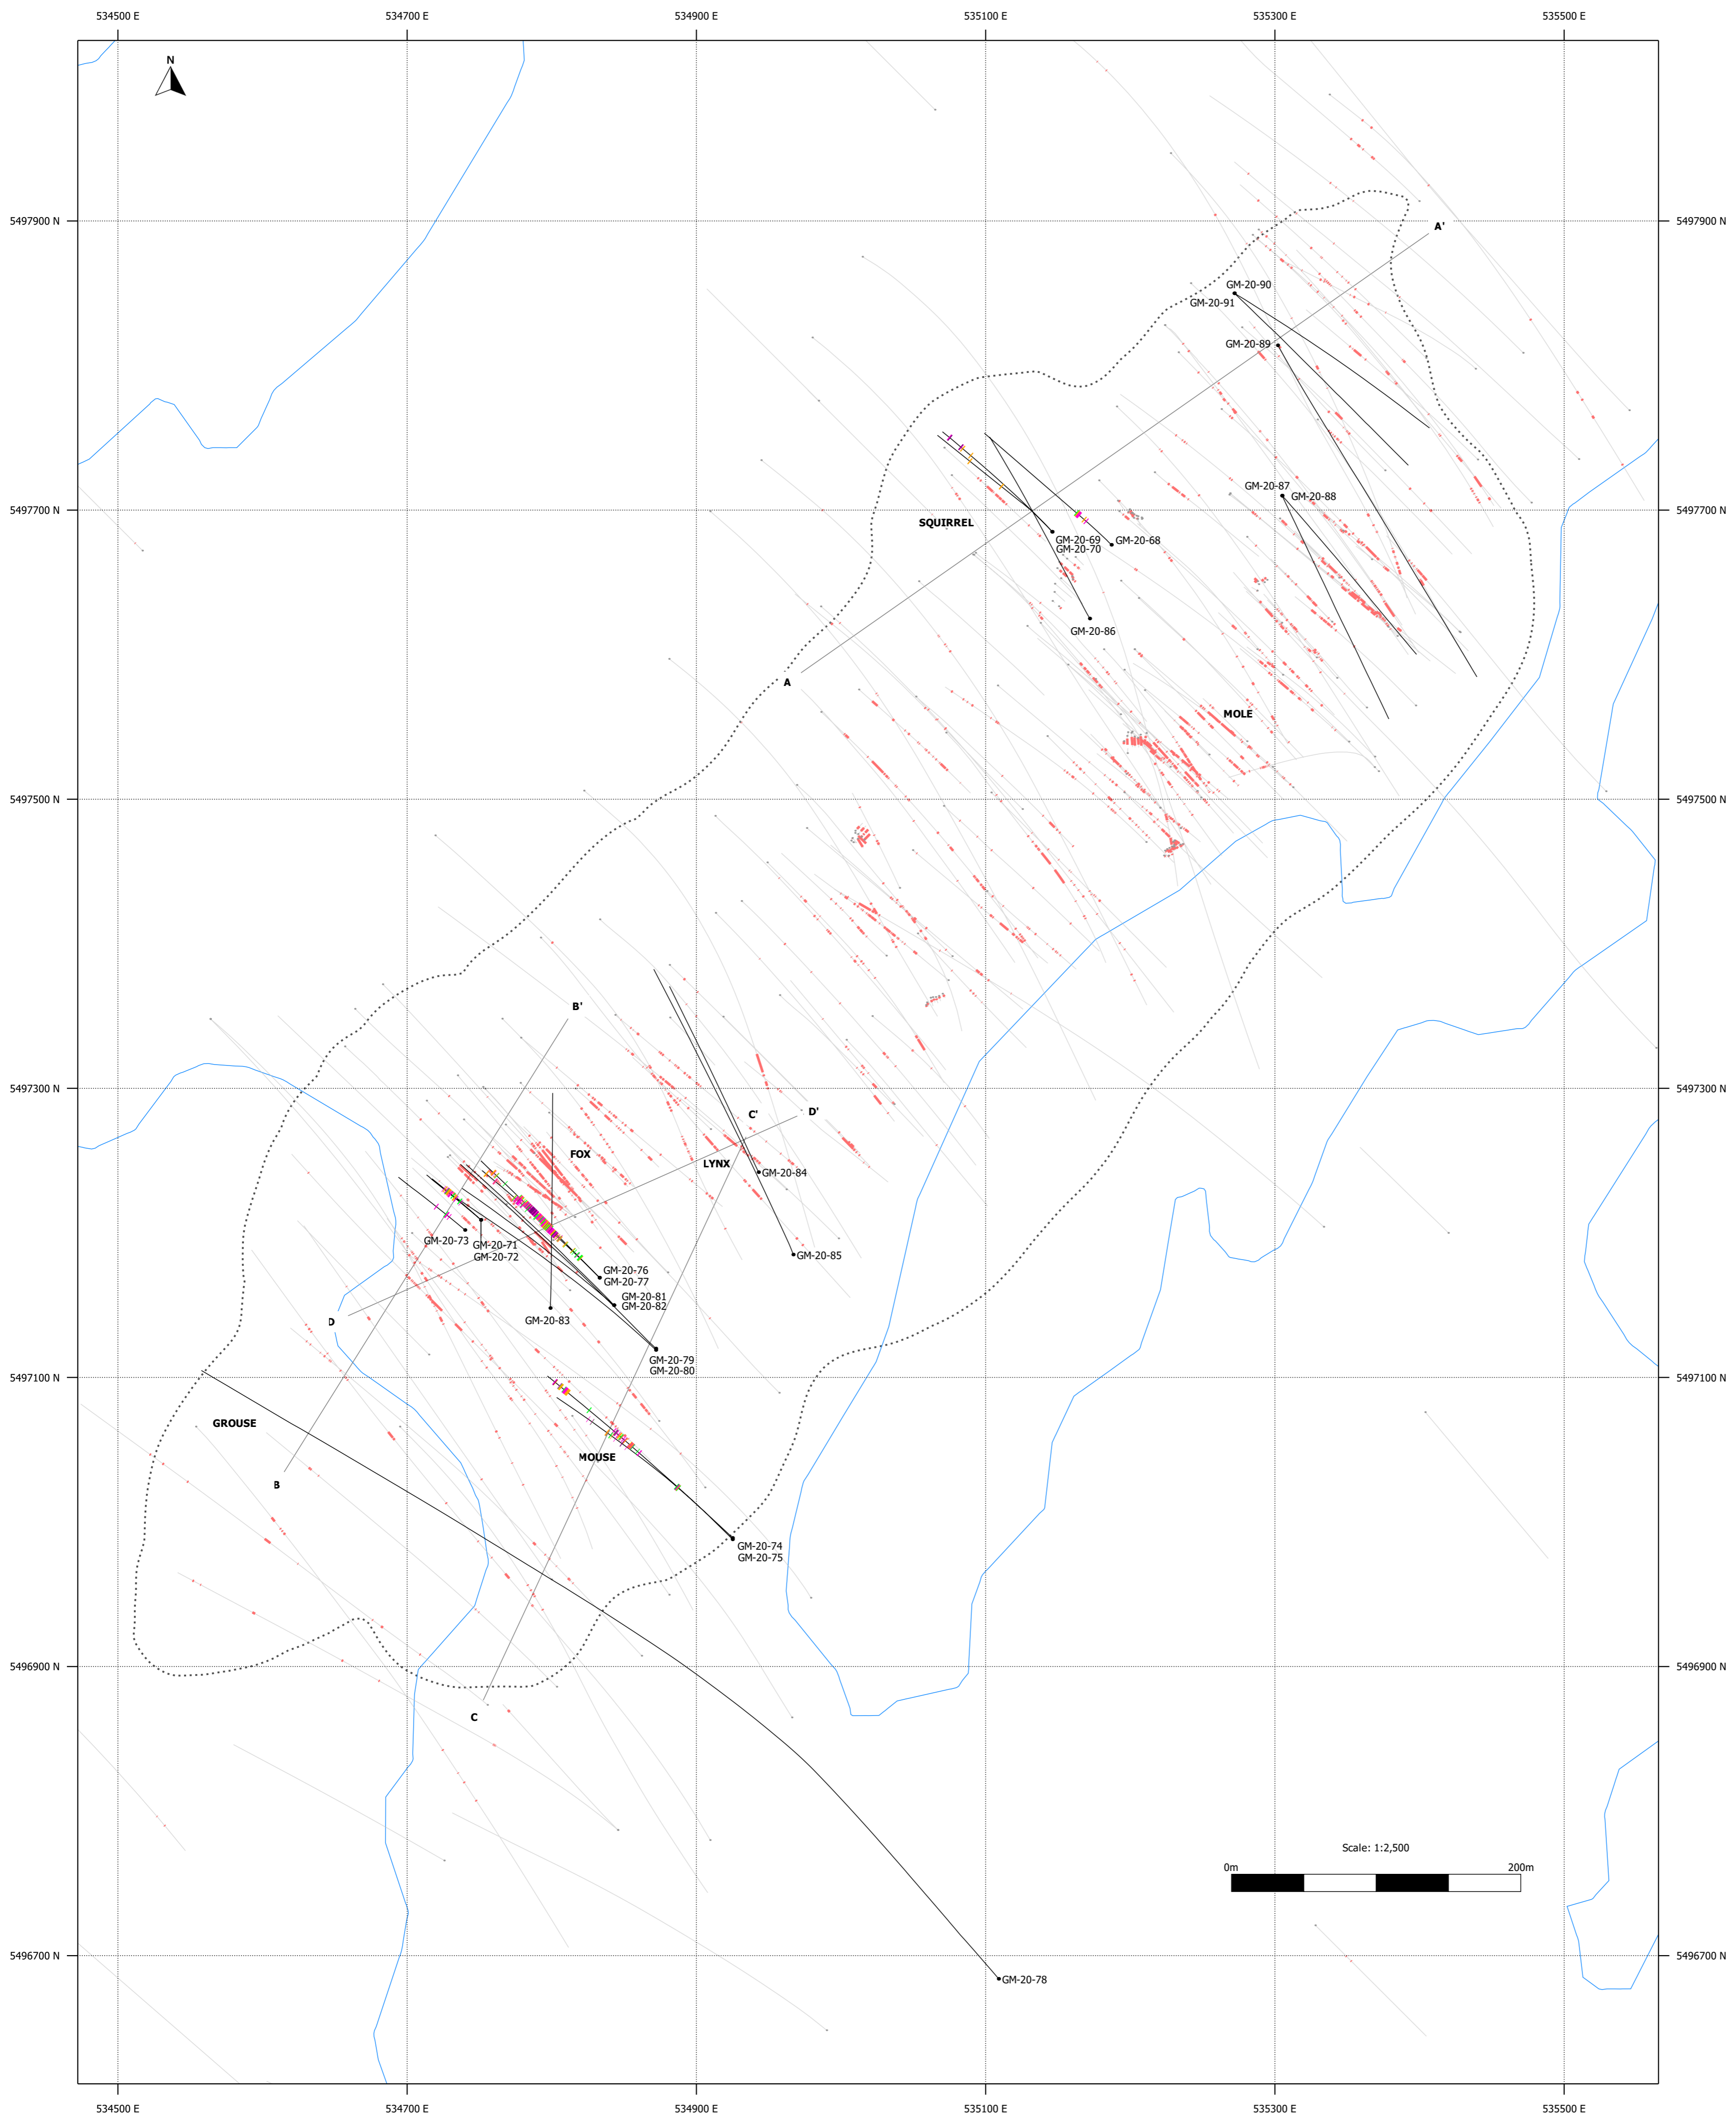 534500 E
534700 E
534900 E
535100 E
535300 E
535500 E
N
5497900 N
5497900 N
A'
GM-20-90
GM-20-91
GM-20-89
GM-20-87
GM-20-88
5497700 N
5497700 N
SQUIRREL
GM-20-69
GM-20-70
GM-20-68
GM-20-86
A
MOLE
5497500 N
5497500 N
B'
5497300 N
5497300 N
C'
D'
FOX
LYNX
GM-20-84
GM-20-73
GM-20-71
GM-20-72
GM-20-85
GM-20-76
GM-20-77
GM-20-81
GM-20-82
GM-20-83
D
GM-20-79
GM-20-80
5497100 N
5497100 N
GROUSE
MOUSE
B
GM-20-74
GM-20-75
5496900 N
5496900 N
C
Scale: 1:2,500
0m
200m
5496700 N
5496700 N
GM-20-78
534500 E
534700 E
534900 E
535100 E
535300 E
535500 E